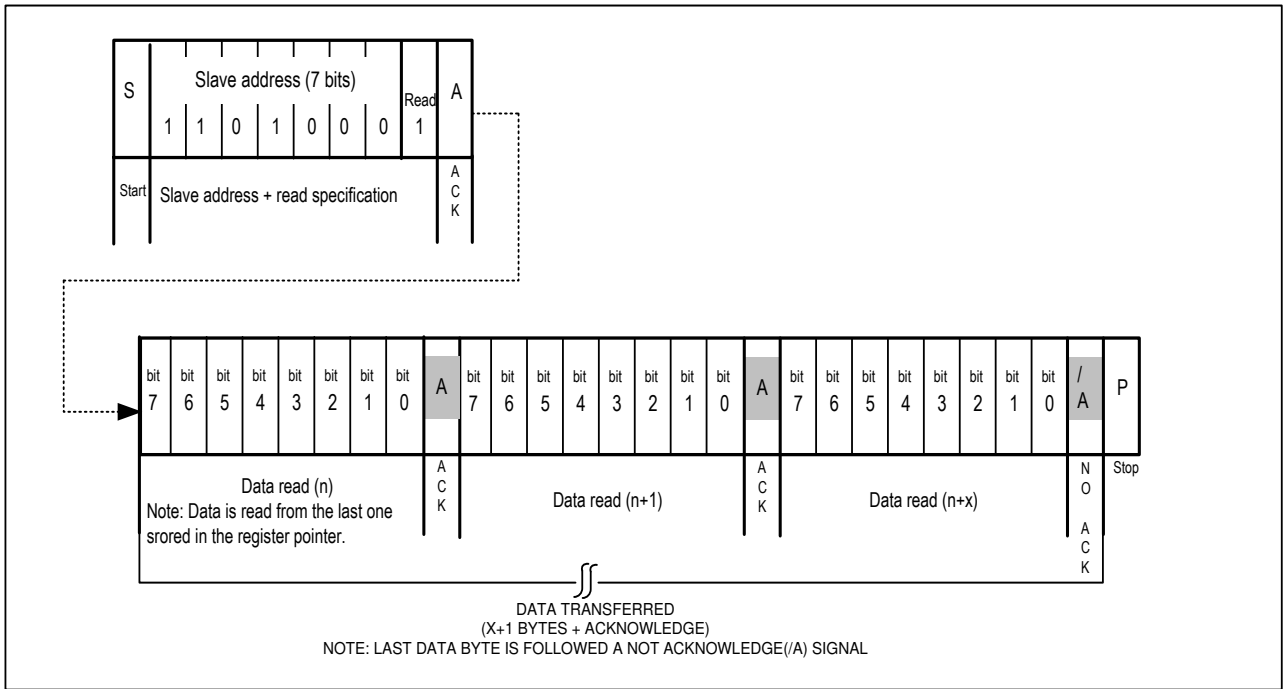 S
Slave address (7 bits)
Read
A
1 1 0 1 0 0 0 1
Start
Slave address + read specification
A
C
K
bit bit bit bit bit bit bit bit A bit bit bit bit bit bit bit bit A bit bit bit bit bit bit bit bit / P
7 6 5 4 3 2 1 0 7 6 5 4 3 2 1 0 7 6 5 4 3 2 1 0 A
Data read (n)
Note: Data is read from the last one
srored in the register pointer.
A
C
K
Data read (n+1)
A
C
K
Data read (n+x)
N
O
A
C
K
Stop
DATA TRANSFERRED
(X+1 BYTES + ACKNOWLEDGE)
NOTE: LAST DATA BYTE IS FOLLOWED A NOT ACKNOWLEDGE(/A) SIGNAL